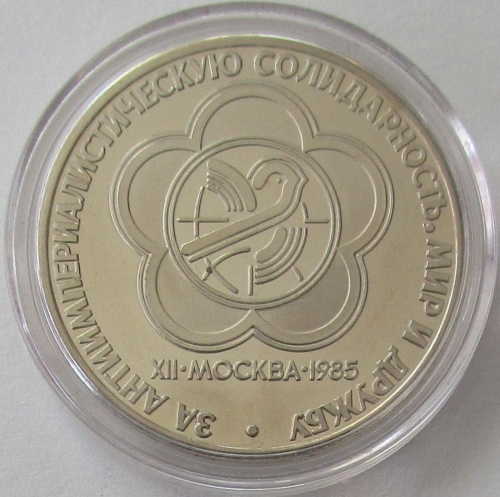 ЗА АНТИИМПЕРИАЛИСТИЧЕСКУЮ СОЛИДАРНОСТЬ, МИР И ДРУЖБУ •
XII·МОСКВА·1985